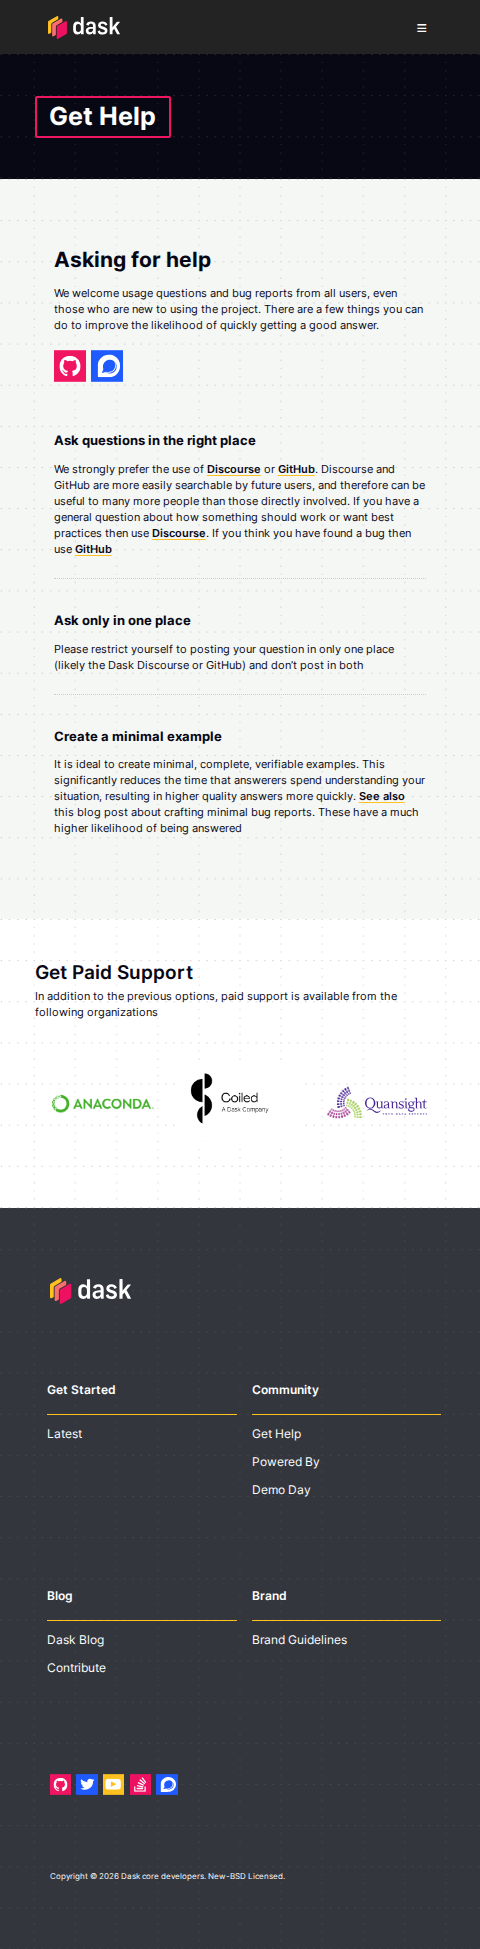 dask
Get Help
Asking for help
We welcome usage questions and bug reports from all users, even
those who are new to using the project. There are a few things you can
do to improve the likelihood of quickly getting a good answer.
Ask questions in the right place
We strongly prefer the use of Discourse or GitHub. Discourse and
GitHub are more easily searchable by future users, and therefore can be
useful to many more people than those directly involved. If you have a
general question about how something should work or want best
practices then use Discourse. If you think you have found a bug then
use GitHub
Ask only in one place
Please restrict yourself to posting your question in only one place
(likely the Dask Discourse or GitHub) and don’t post in both
Create a minimal example
It is ideal to create minimal, complete, verifiable examples. This
significantly reduces the time that answerers spend understanding your
situation, resulting in higher quality answers more quickly. See also
this blog post about crafting minimal bug reports. These have a much
higher likelihood of being answered
Get Paid Support
In addition to the previous options, paid support is available from the
following organizations
ANACONDA.
Coiled
A Dask Company
Quansight
dask
Get Started
Latest
Community
Get Help
Powered By
Demo Day
Blog
Dask Blog
Contribute
Brand
Brand Guidelines
Copyright © 2026 Dask core developers. New-BSD Licensed.